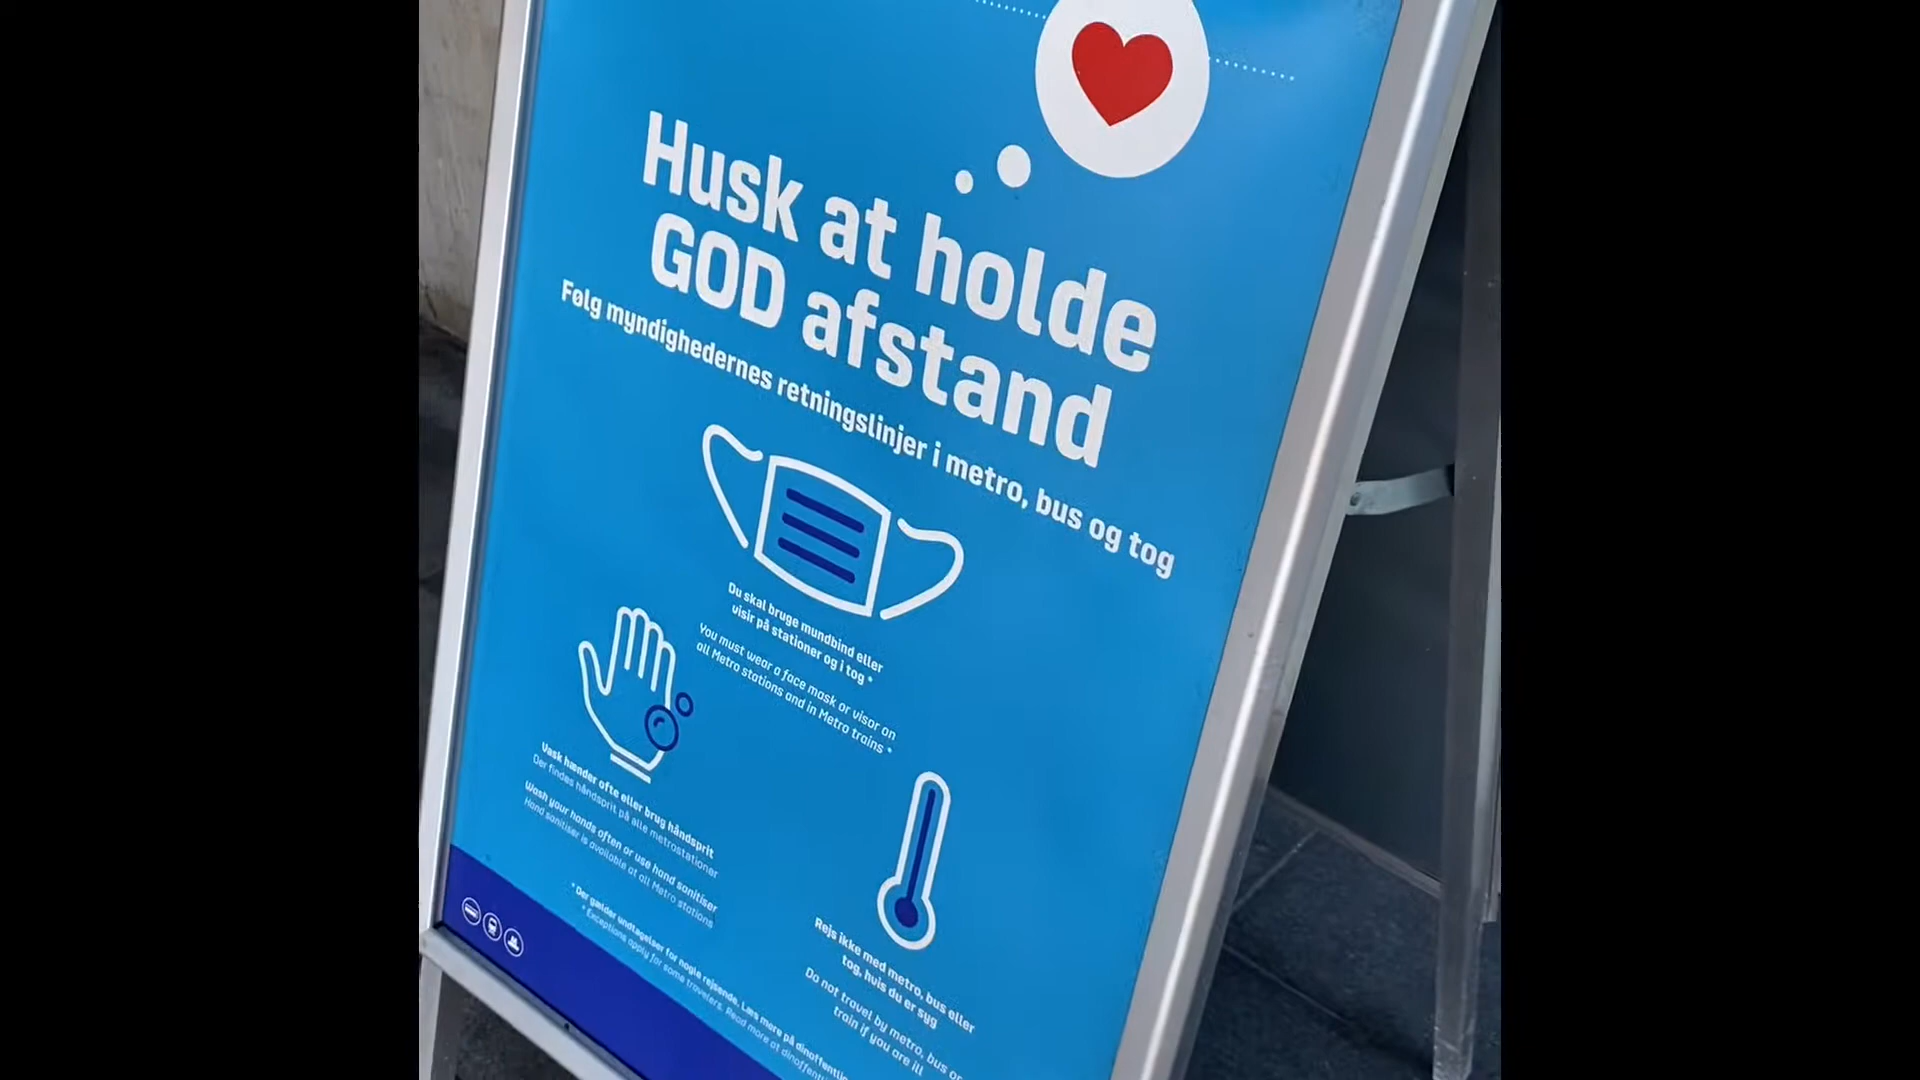 Husk at holde
GOD afstand
Følg myndighedernes retningslinjer i metro, bus og tog
Du skal bruge mundbind eller
visir på stationer og i tog *
You must wear a face mask or visor on
all Metro stations and in Metro trains *
Vask hænder ofte eller brug håndsprit
Der findes håndsprit på alle metrostationer
Wash your hands often or use hand sanitiser
Hand sanitiser is available at all Metro stations
Rejs ikke med metro, bus eller
tog, hvis du er syg
Do not travel by metro, bus or
train if you are ill
* Der gælder undtagelser for nogle rejsende. Læs mere på dinoffentlig
* Exceptions apply for some travelers. Read more at dinoffentl